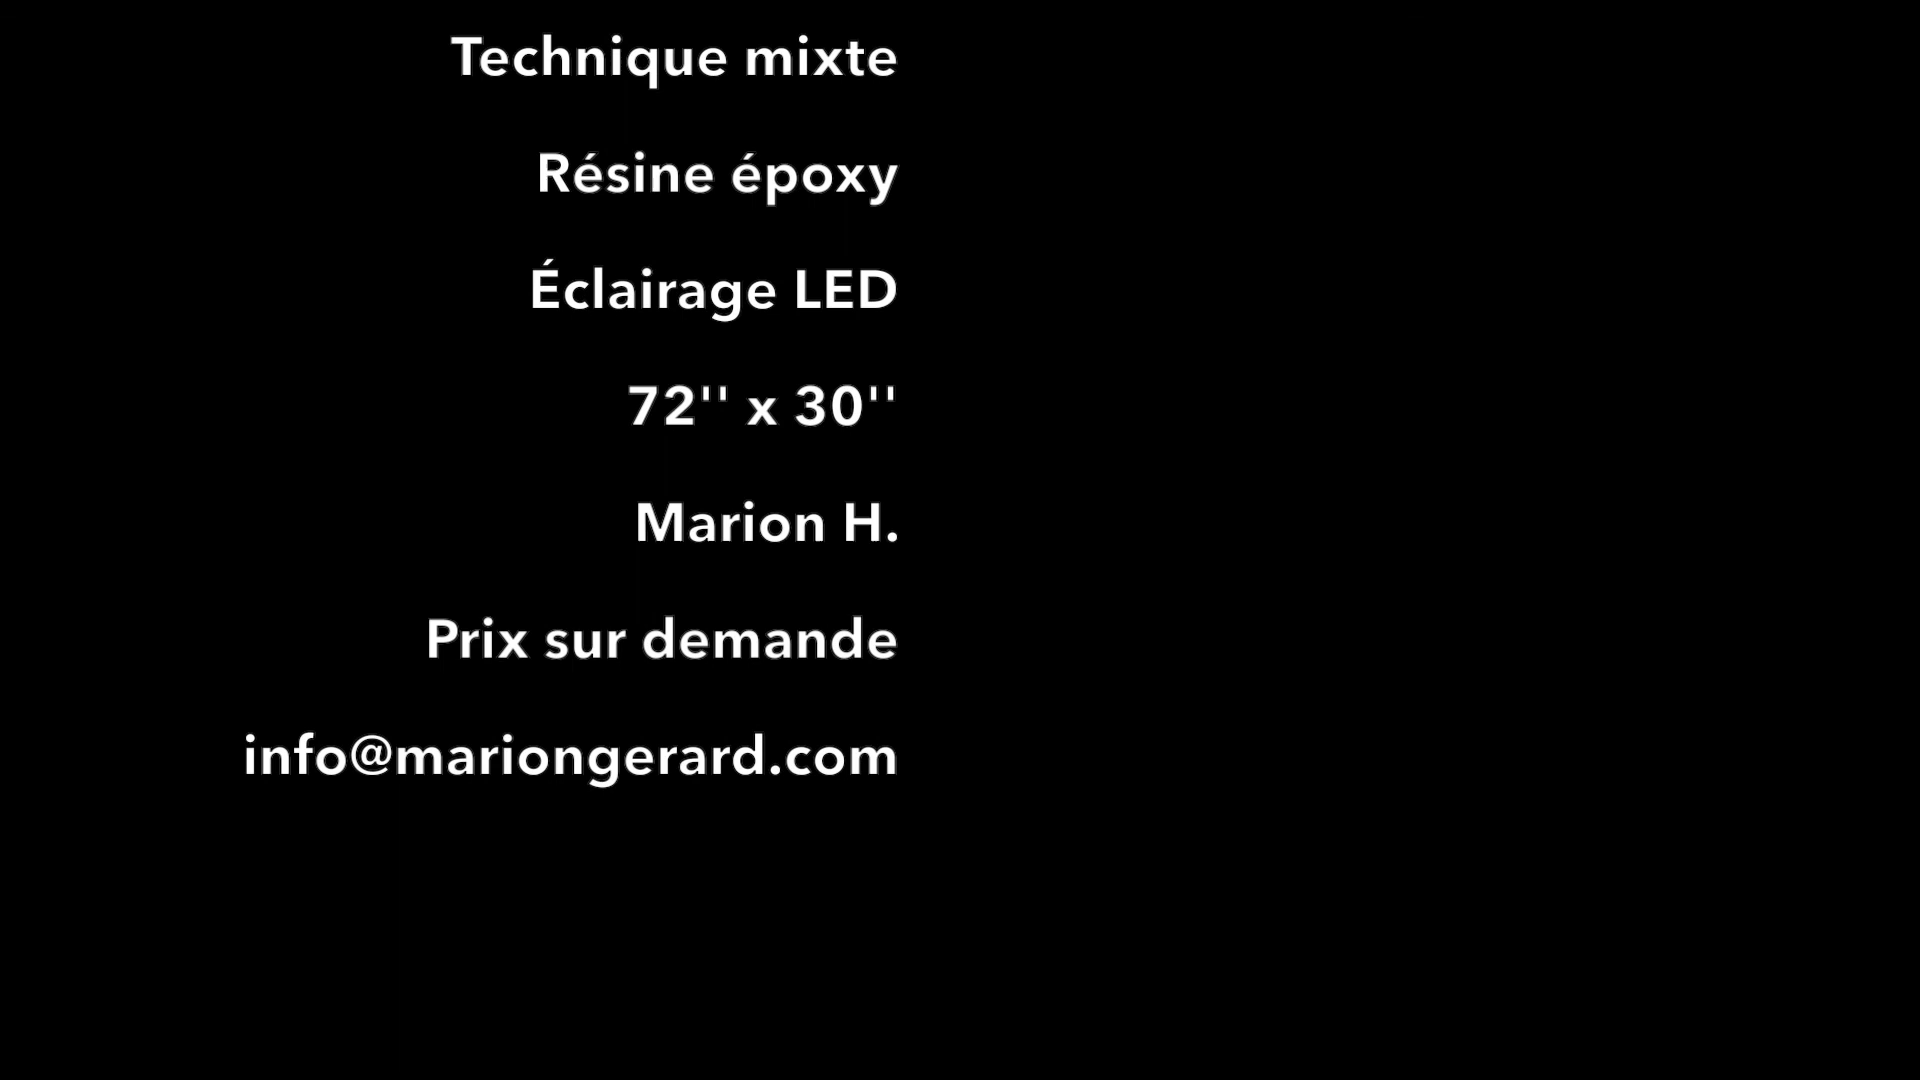 Technique mixte
Résine époxy
Éclairage LED
72'' x 30''
Marion H.
Prix sur demande
info@mariongerard.com